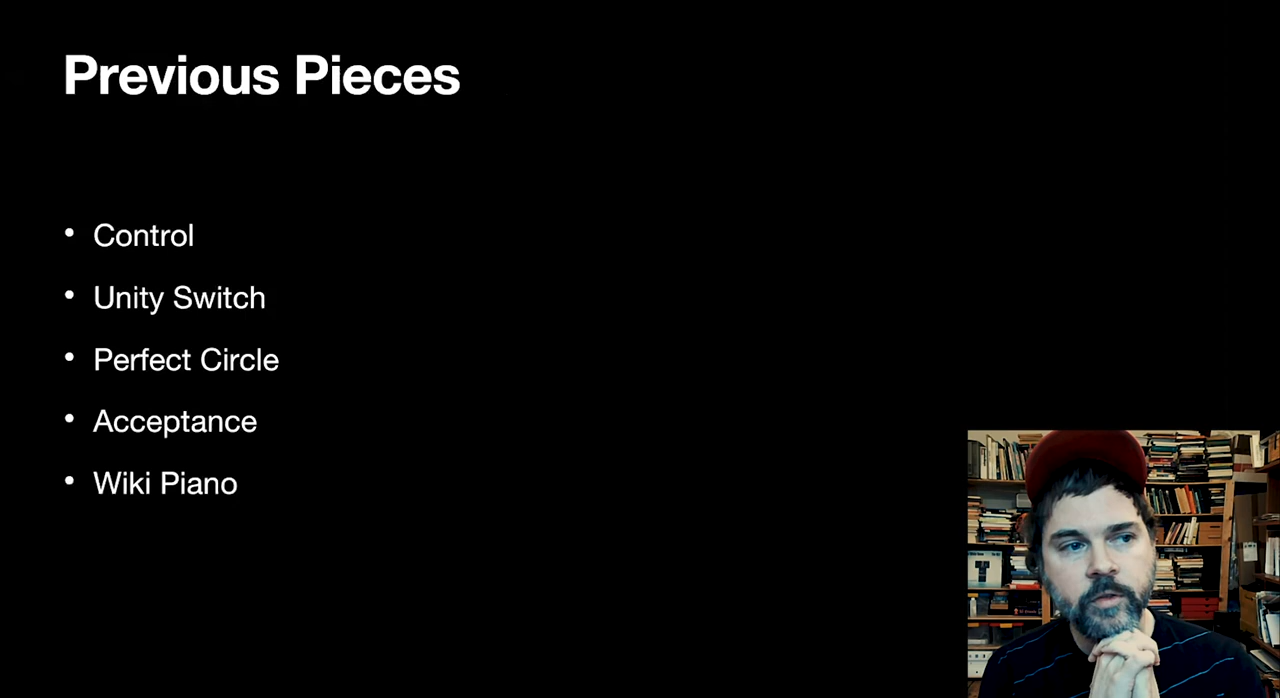 Previous Pieces
• Control
• Unity Switch
• Perfect Circle
• Acceptance
• Wiki Piano